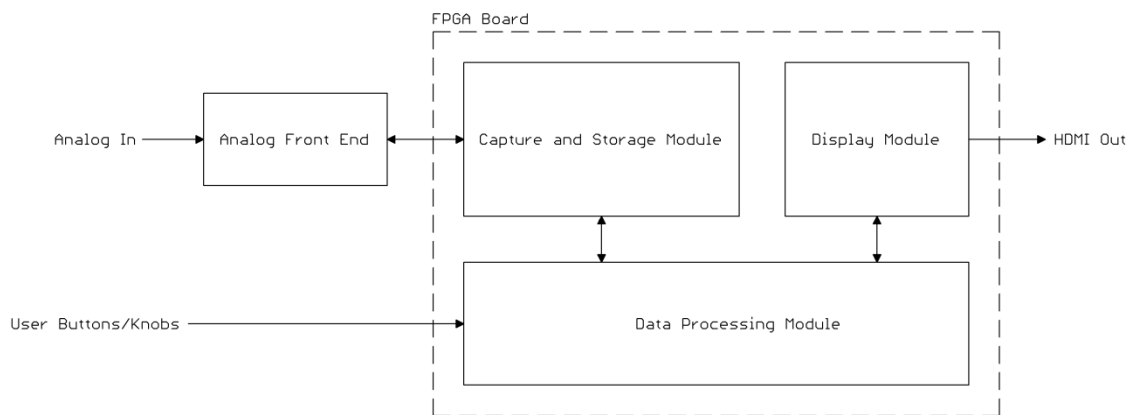 FPGA Board
Analog In
Analog Front End
Capture and Storage Module
Display Module
HDMI Out
User Buttons/Knobs
Data Processing Module